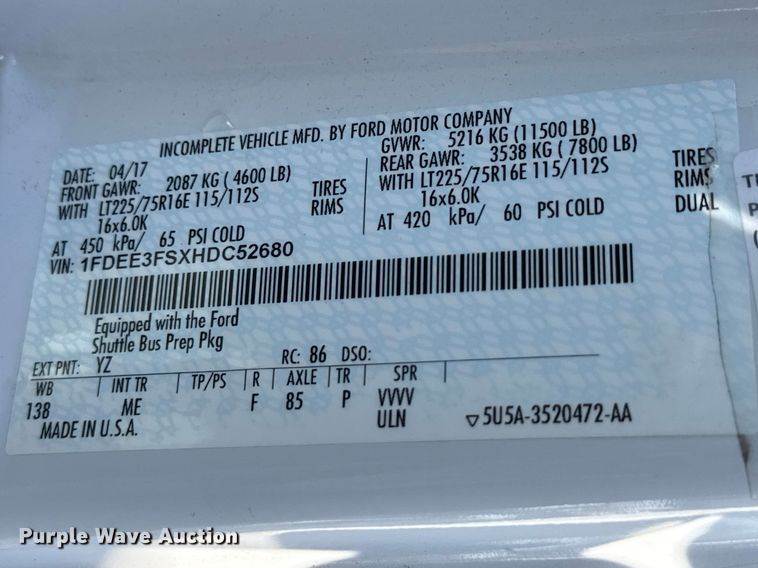 INCOMPLETE VEHICLE MFD. BY FORD MOTOR COMPANY
DATE: 04/17
FRONT GAWR: 2087 KG ( 4600 LB)
WITH LT225/75R16E 115/112S TIRES
16x6.0K RIMS
AT 450 kPa/ 65 PSI COLD
GVWR: 5216 KG (11500 LB)
REAR GAWR: 3538 KG ( 7800 LB)
WITH LT225/75R16E 115/112S TIRES
16x6.0K RIMS
AT 420 kPa/ 60 PSI COLD DUAL
VIN: 1FDEE3FSXHDC52680
Equipped with the Ford
Shuttle Bus Prep Pkg
EXT PNT: YZ RC: 86 DSO:
WB INT TR TP/PS R AXLE TR SPR
138 ME F 85 P VVVV
ULN
MADE IN U.S.A.
▽5U5A-3520472-AA
Purple Wave Auction